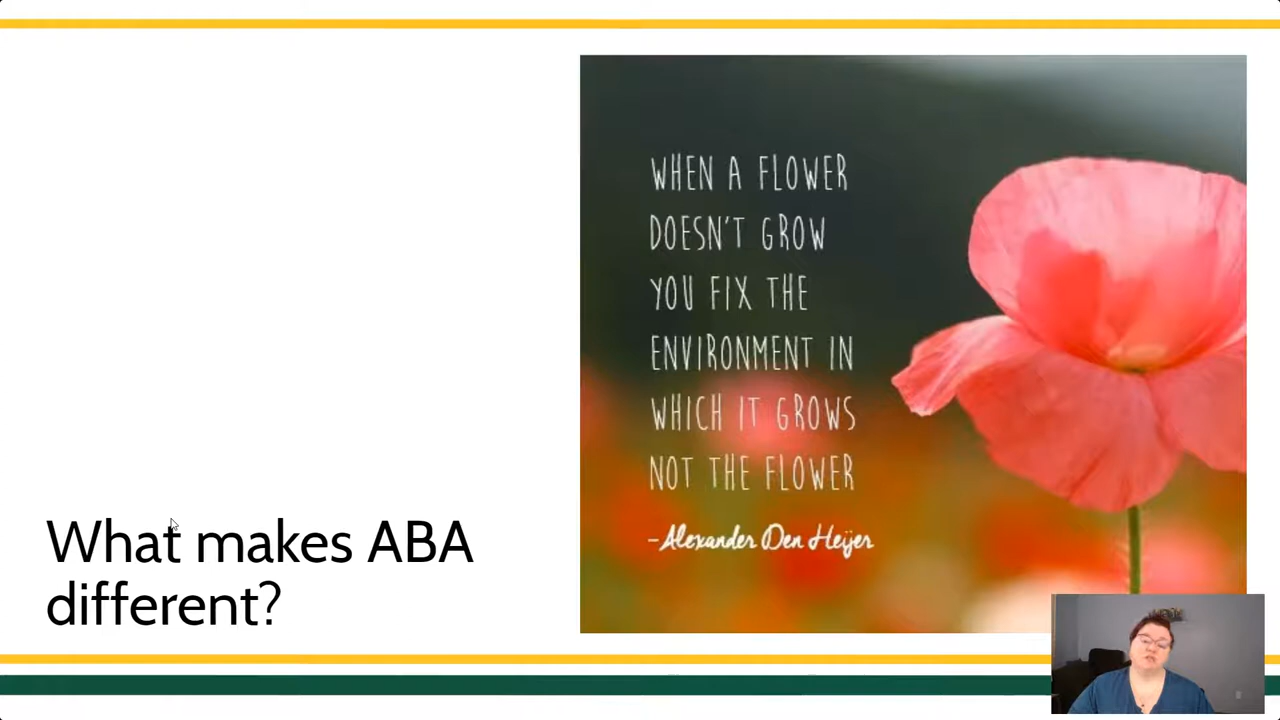 What makes ABA
different?
WHEN A FLOWER
DOESN'T GROW
YOU FIX THE
ENVIRONMENT IN
WHICH IT GROWS
NOT THE FLOWER
–Alexander Den Heijer